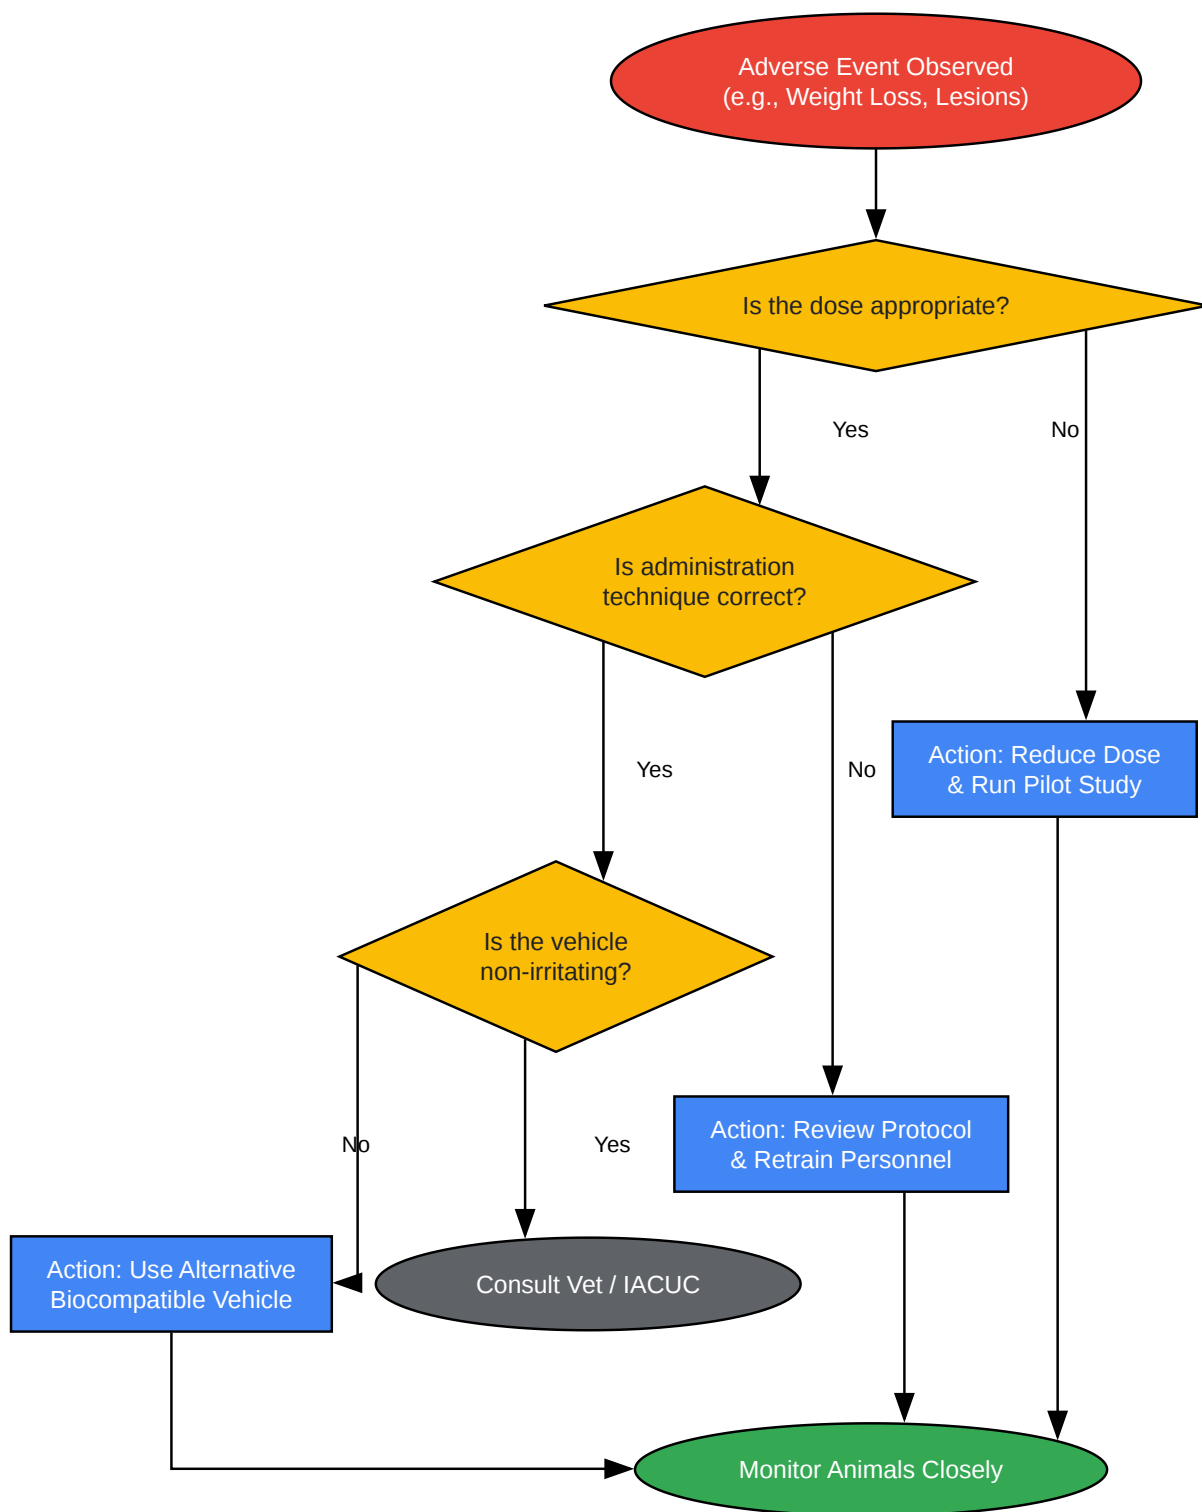 Adverse Event Observed
(e.g., Weight Loss, Lesions)
Is the dose appropriate?
Yes
No
Is administration
technique correct?
Action: Reduce Dose
& Run Pilot Study
Yes
No
Is the vehicle
non-irritating?
Action: Review Protocol
& Retrain Personnel
No
Yes
Action: Use Alternative
Biocompatible Vehicle
Consult Vet / IACUC
Monitor Animals Closely